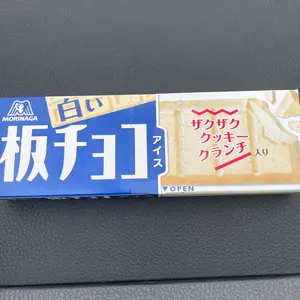 MORINAGA
白い
板チョコ
アイス
ザクザク
クッキー
クランチ
入り
▼OPEN